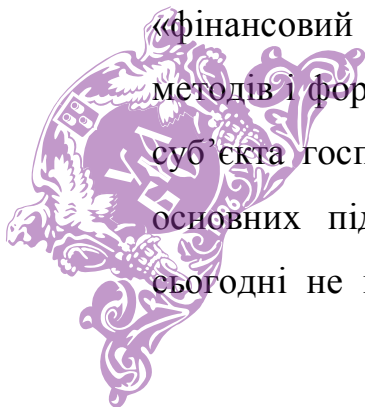 «фінансовий
методів і фор
суб’єкта госп
основних під
сьогодні не